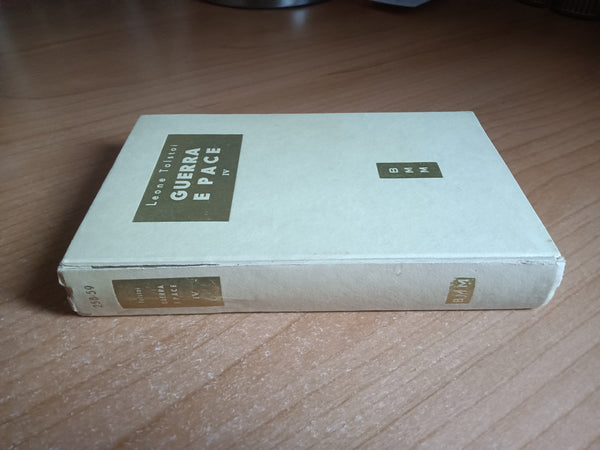 Leone Tolstoi
GUERRA
E PACE
IV
B
M
M
258-59
Tolstoi
GUERRA
E PACE
IV
BMM